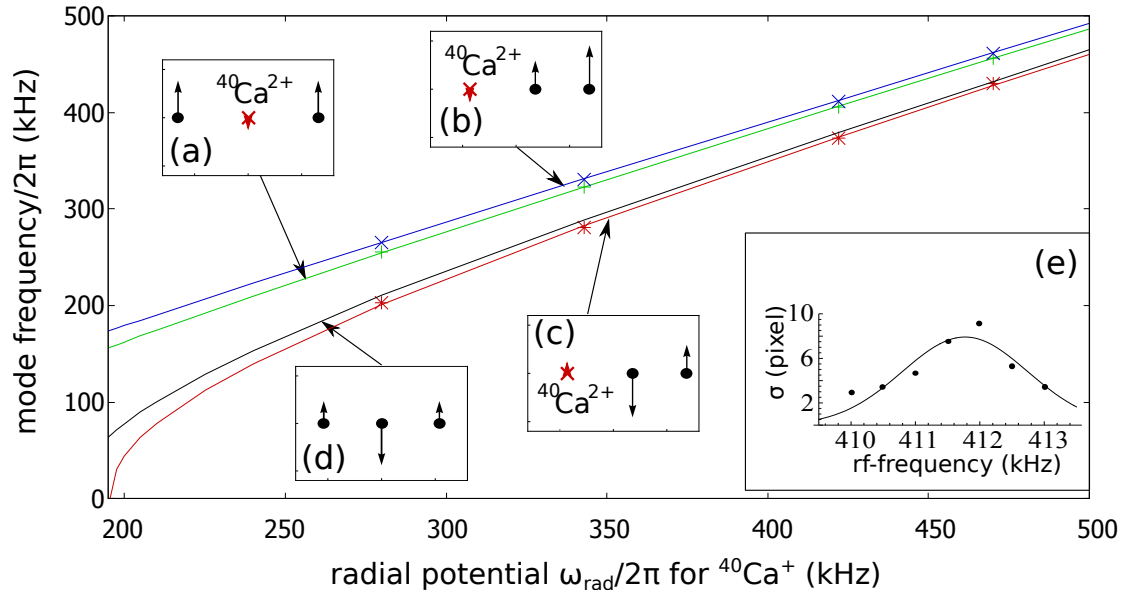 mode frequency/2π (kHz)
500
400
300
200
100
0
⁴⁰Ca²⁺
(a)
⁴⁰Ca²⁺
(b)
(c)
⁴⁰Ca²⁺
(d)
(e)
σ (pixel)
10
6
2
410 411 412 413
rf-frequency (kHz)
200 250 300 350 400 450 500
radial potential ω_rad/2π for ⁴⁰Ca⁺ (kHz)